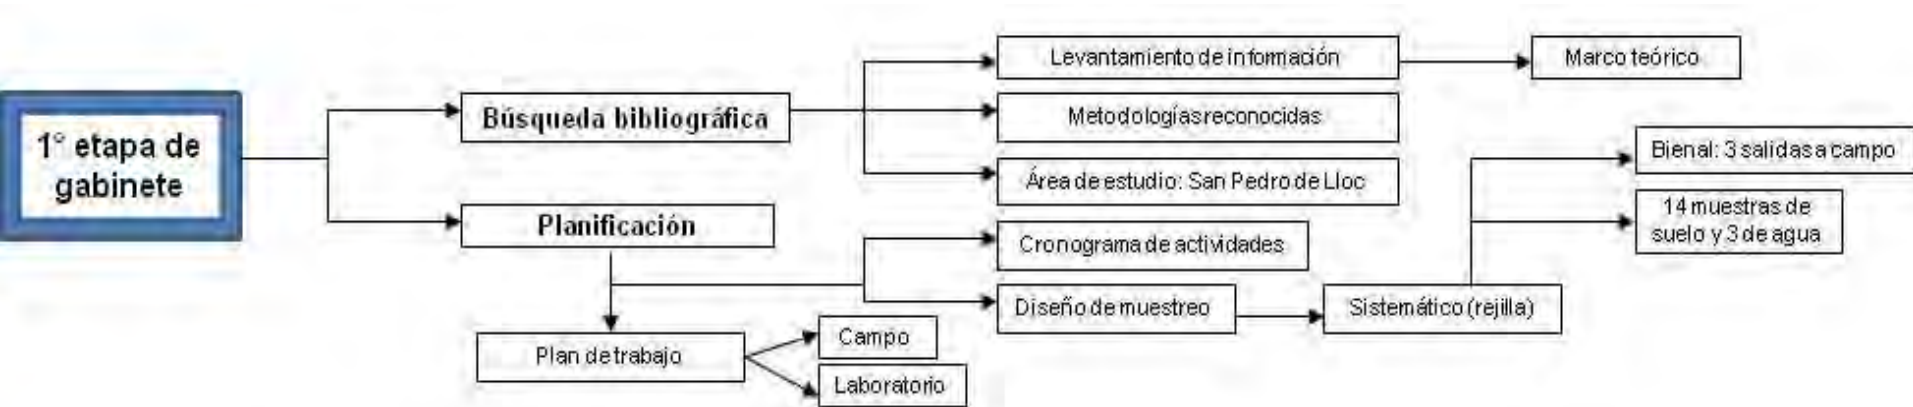 1° etapa de
gabinete
Búsqueda bibliográfica
Levantamiento de información
Marco teórico
Metodologías reconocidas
Área de estudio: San Pedro de Lloc
Planificación
Cronograma de actividades
Diseño de muestreo
Sistemático (rejilla)
Bienal: 3 salidas a campo
14 muestras de
suelo y 3 de agua
Plan de trabajo
Campo
Laboratorio